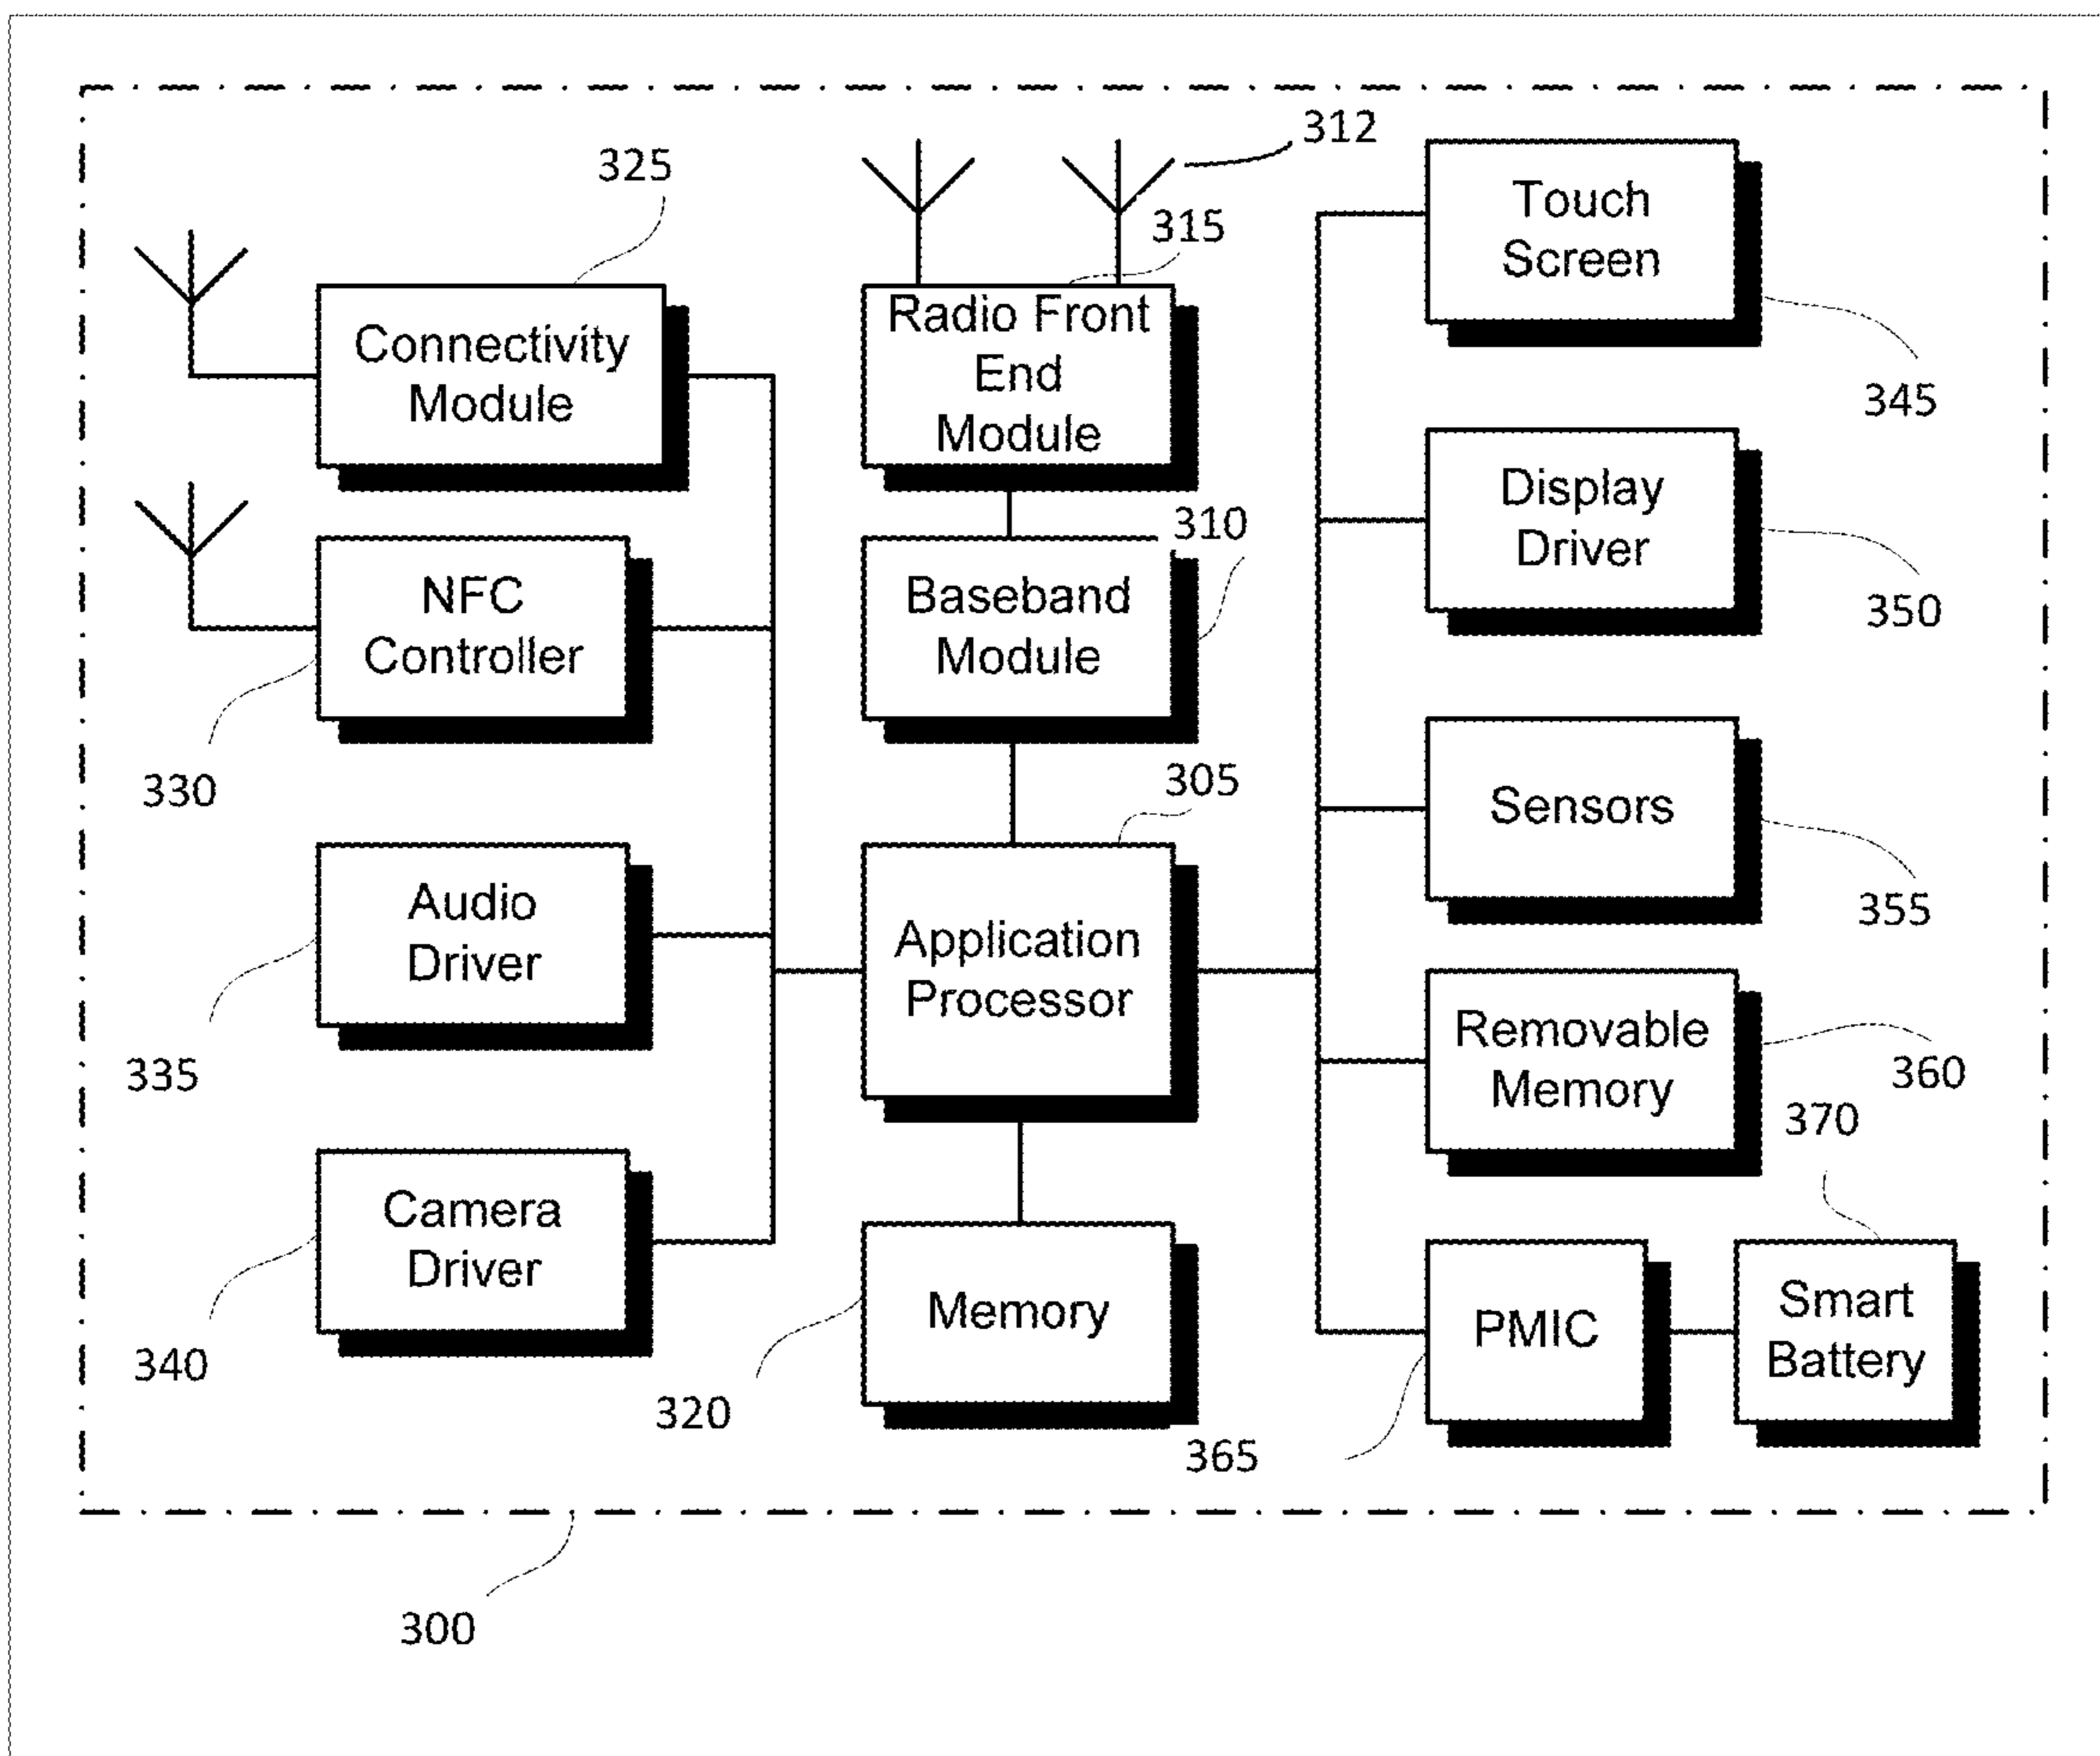 312
325
Touch
Screen
315
Radio Front
End
Module
Connectivity
Module
345
Display
Driver
310
NFC
Controller
Baseband
Module
350
330
305
Sensors
355
Audio
Driver
Application
Processor
Removable
Memory
335
360
370
Camera
Driver
Memory
PMIC
Smart
Battery
340
320
365
300